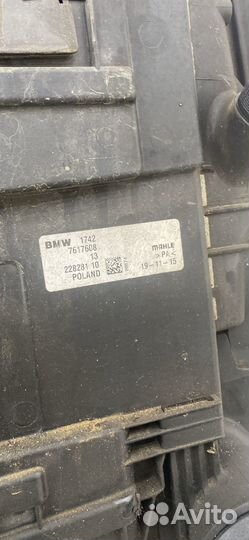 BMW 1742
7617608
13
228281 10
POLAND
MAHLE
>PA<
19-11-15
Avito